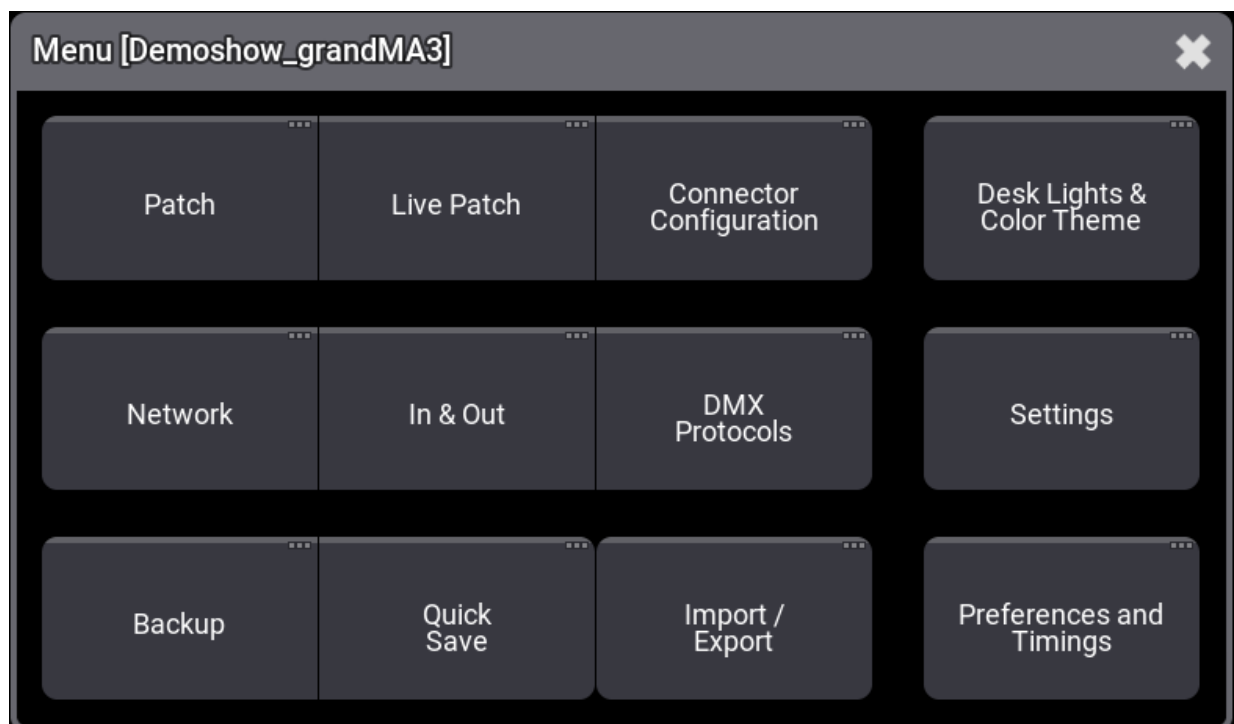 Menu [Demoshow_grandMA3]
Patch
Live Patch
Connector
Configuration
Desk Lights &
Color Theme
Network
In & Out
DMX
Protocols
Settings
Backup
Quick
Save
Import /
Export
Preferences and
Timings